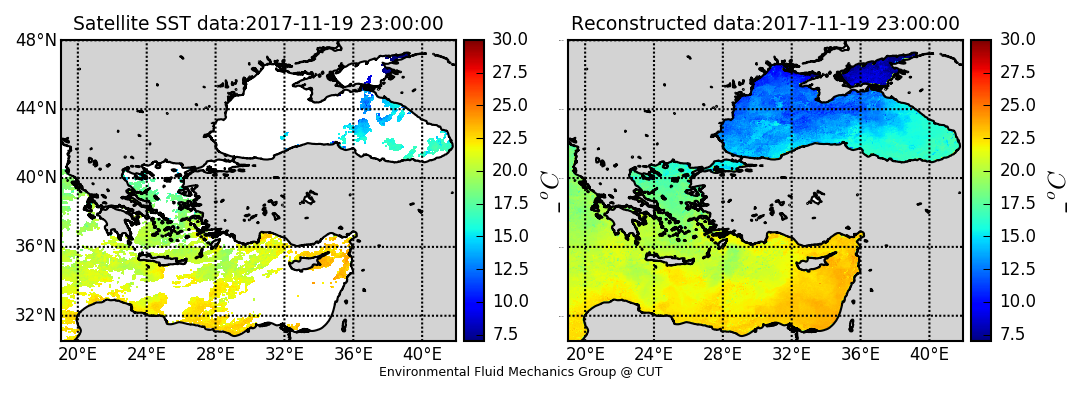 Satellite SST data:2017-11-19 23:00:00
48°N
44°N
40°N
36°N
32°N
20°E 24°E 28°E 32°E 36°E 40°E
30.0
27.5
25.0
22.5
20.0
17.5
15.0
12.5
10.0
7.5
_ °C
Reconstructed data:2017-11-19 23:00:00
20°E 24°E 28°E 32°E 36°E 40°E
30.0
27.5
25.0
22.5
20.0
17.5
15.0
12.5
10.0
7.5
_ °C
Environmental Fluid Mechanics Group @ CUT